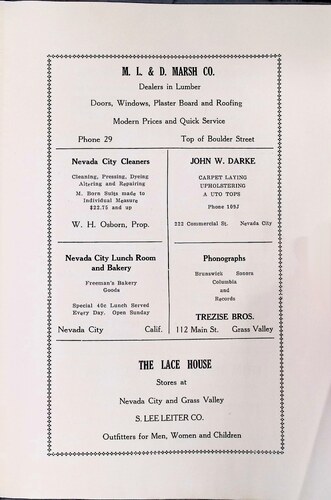 M. L. & D. MARSH CO.
Dealers in Lumber
Doors, Windows, Plaster Board and Roofing
Modern Prices and Quick Service
Phone 29 Top of Boulder Street
Nevada City Cleaners
Cleaning, Pressing, Dyeing
Altering and Repairing
M. Born Suits made to
Individual Measure
$22.75 and up
W. H. Osborn, Prop.
JOHN W. DARKE
CARPET LAYING
UPHOLSTERING
A UTO TOPS
Phone 105J
222 Commercial St. Nevada City
Nevada City Lunch Room
and Bakery
Freeman's Bakery
Goods
Special 40c Lunch Served
Every Day. Open Sunday
Nevada City Calif.
Phonographs
Brunswick Sonora
Columbia
and
Records
TREZISE BROS.
112 Main St. Grass Valley
THE LACE HOUSE
Stores at
Nevada City and Grass Valley
S. LEE LEITER CO.
Outfitters for Men, Women and Children